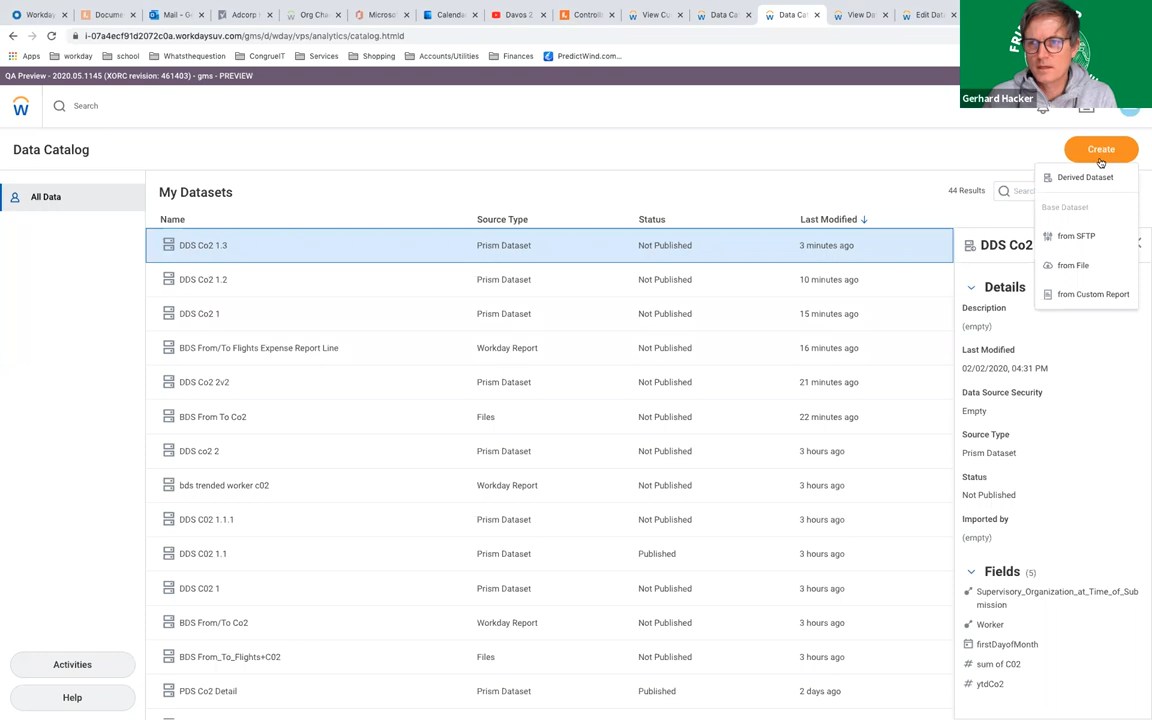 Workday
Docume
Mail – G
Adcorp
Org Cha
Microso
Calenda
Davos 2
Controll
View Cu
Data Ca
Data Cat
View De
Edit Dat
i-07a4ecf91d2072c0a.workdaysuv.com/gms/d/wday/vps/analytics/catalog.htmld
Apps
workday
school
Whatsthequestion
CongrueIT
Services
Shopping
Accounts/Utilities
Finances
PredictWind.com...
QA Preview - 2020.05.1145 (XORC revision: 461403) - gms - PREVIEW
Gerhard Hacker
Search
Data Catalog
Create
All Data
My Datasets
44 Results
Derived Dataset
Base Dataset
from SFTP
from File
from Custom Report
Name Source Type Status Last Modified
DDS Co2 1.3 Prism Dataset Not Published 3 minutes ago
DDS Co2 1.2 Prism Dataset Not Published 10 minutes ago
DDS Co2 1 Prism Dataset Not Published 15 minutes ago
BDS From/To Flights Expense Report Line Workday Report Not Published 16 minutes ago
DDS Co2 2v2 Prism Dataset Not Published 21 minutes ago
BDS From To Co2 Files Not Published 22 minutes ago
DDS co2 2 Prism Dataset Not Published 3 hours ago
bds trended worker c02 Workday Report Not Published 3 hours ago
DDS C02 1.1.1 Prism Dataset Not Published 3 hours ago
DDS C02 1.1 Prism Dataset Published 3 hours ago
DDS C02 1 Prism Dataset Not Published 3 hours ago
BDS From/To Co2 Workday Report Not Published 3 hours ago
BDS From_To_Flights+C02 Files Not Published 3 hours ago
PDS Co2 Detail Prism Dataset Published 2 days ago
DDS Co2
Details
Description
(empty)
Last Modified
02/02/2020, 04:31 PM
Data Source Security
Empty
Source Type
Prism Dataset
Status
Not Published
Imported by
(empty)
Fields (5)
Supervisory_Organization_at_Time_of_Sub
mission
Worker
firstDayofMonth
sum of C02
ytdCo2
Activities
Help